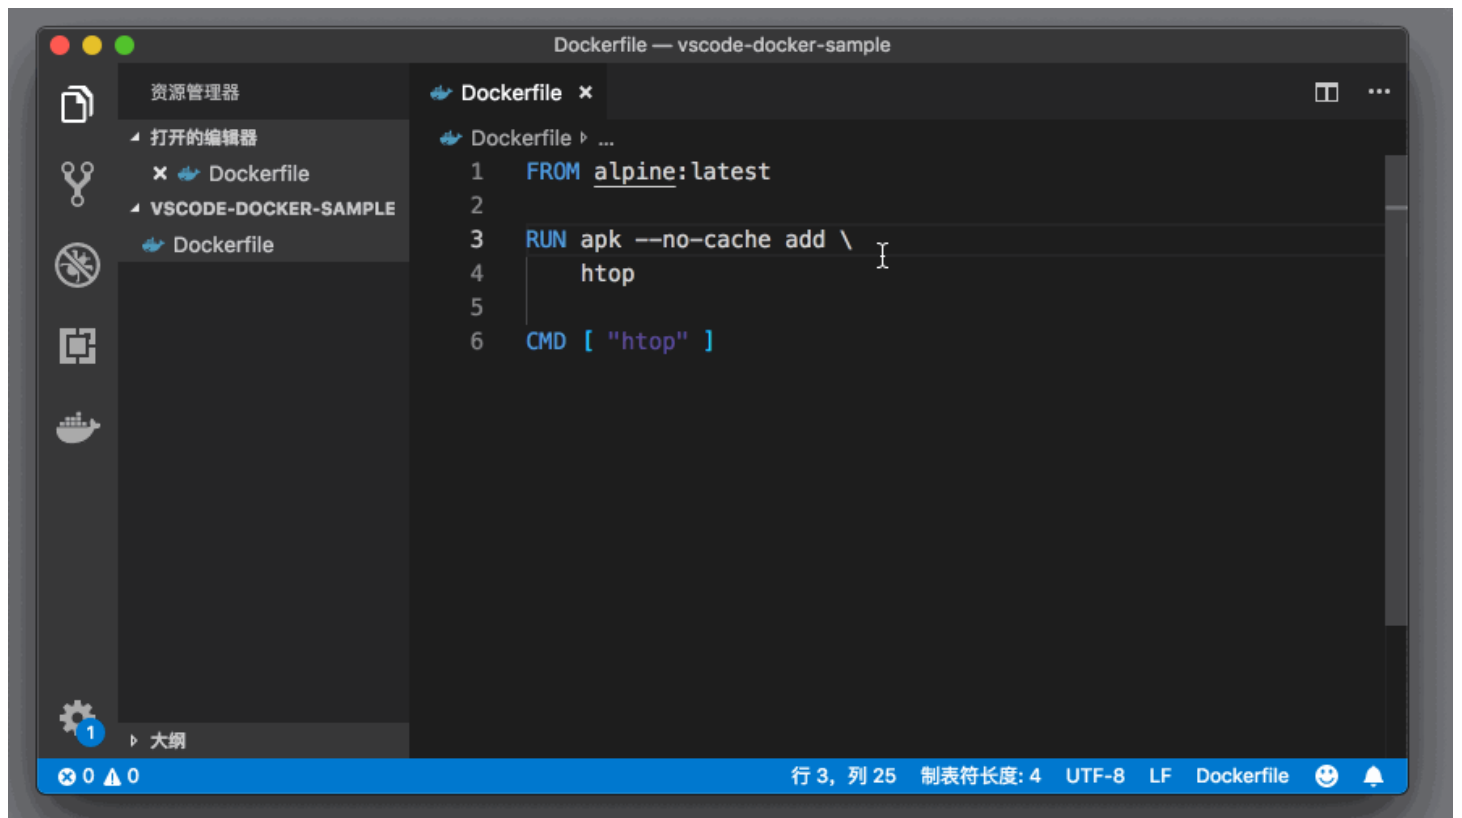 Dockerfile — vscode-docker-sample
资源管理器
打开的编辑器
Dockerfile
VSCODE-DOCKER-SAMPLE
Dockerfile
大纲
1
Dockerfile
Dockerfile ...
1 FROM alpine:latest
2
3 RUN apk --no-cache add \
4 htop
5
6 CMD [ "htop" ]
0 0 行 3，列 25 制表符长度: 4 UTF-8 LF Dockerfile